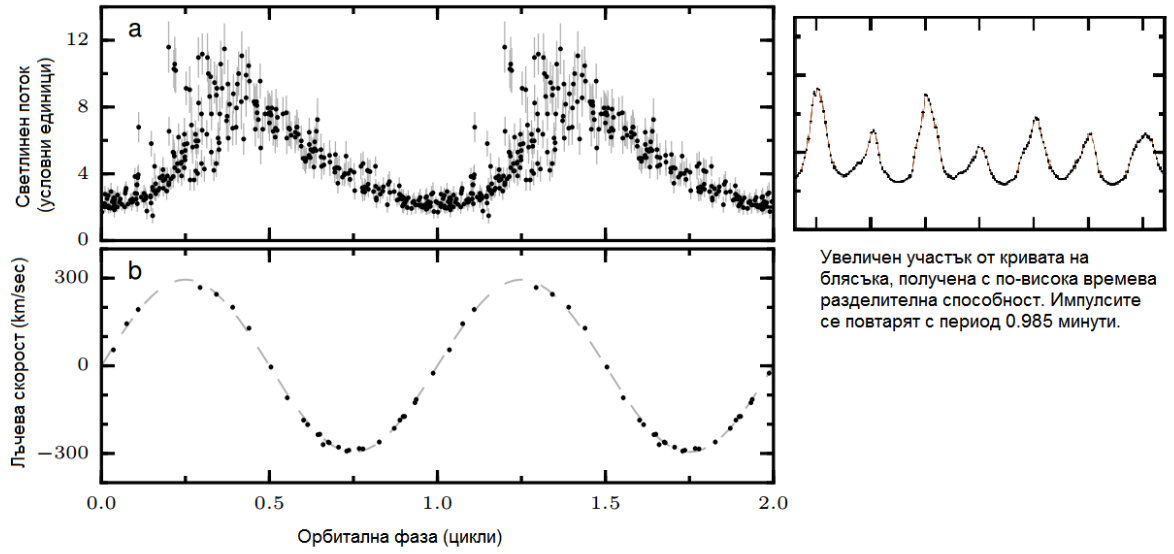 a
12
8
4
0
Светлинен поток
(условни единици)
b
300
0
−300
Лъчева скорост (km/sec)
0.0
0.5
1.0
1.5
2.0
Орбитална фаза (цикли)
Увеличен участък от кривата на
блясъка, получена с по-висока времева
разделителна способност. Импулсите
се повтарят с период 0.985 минути.